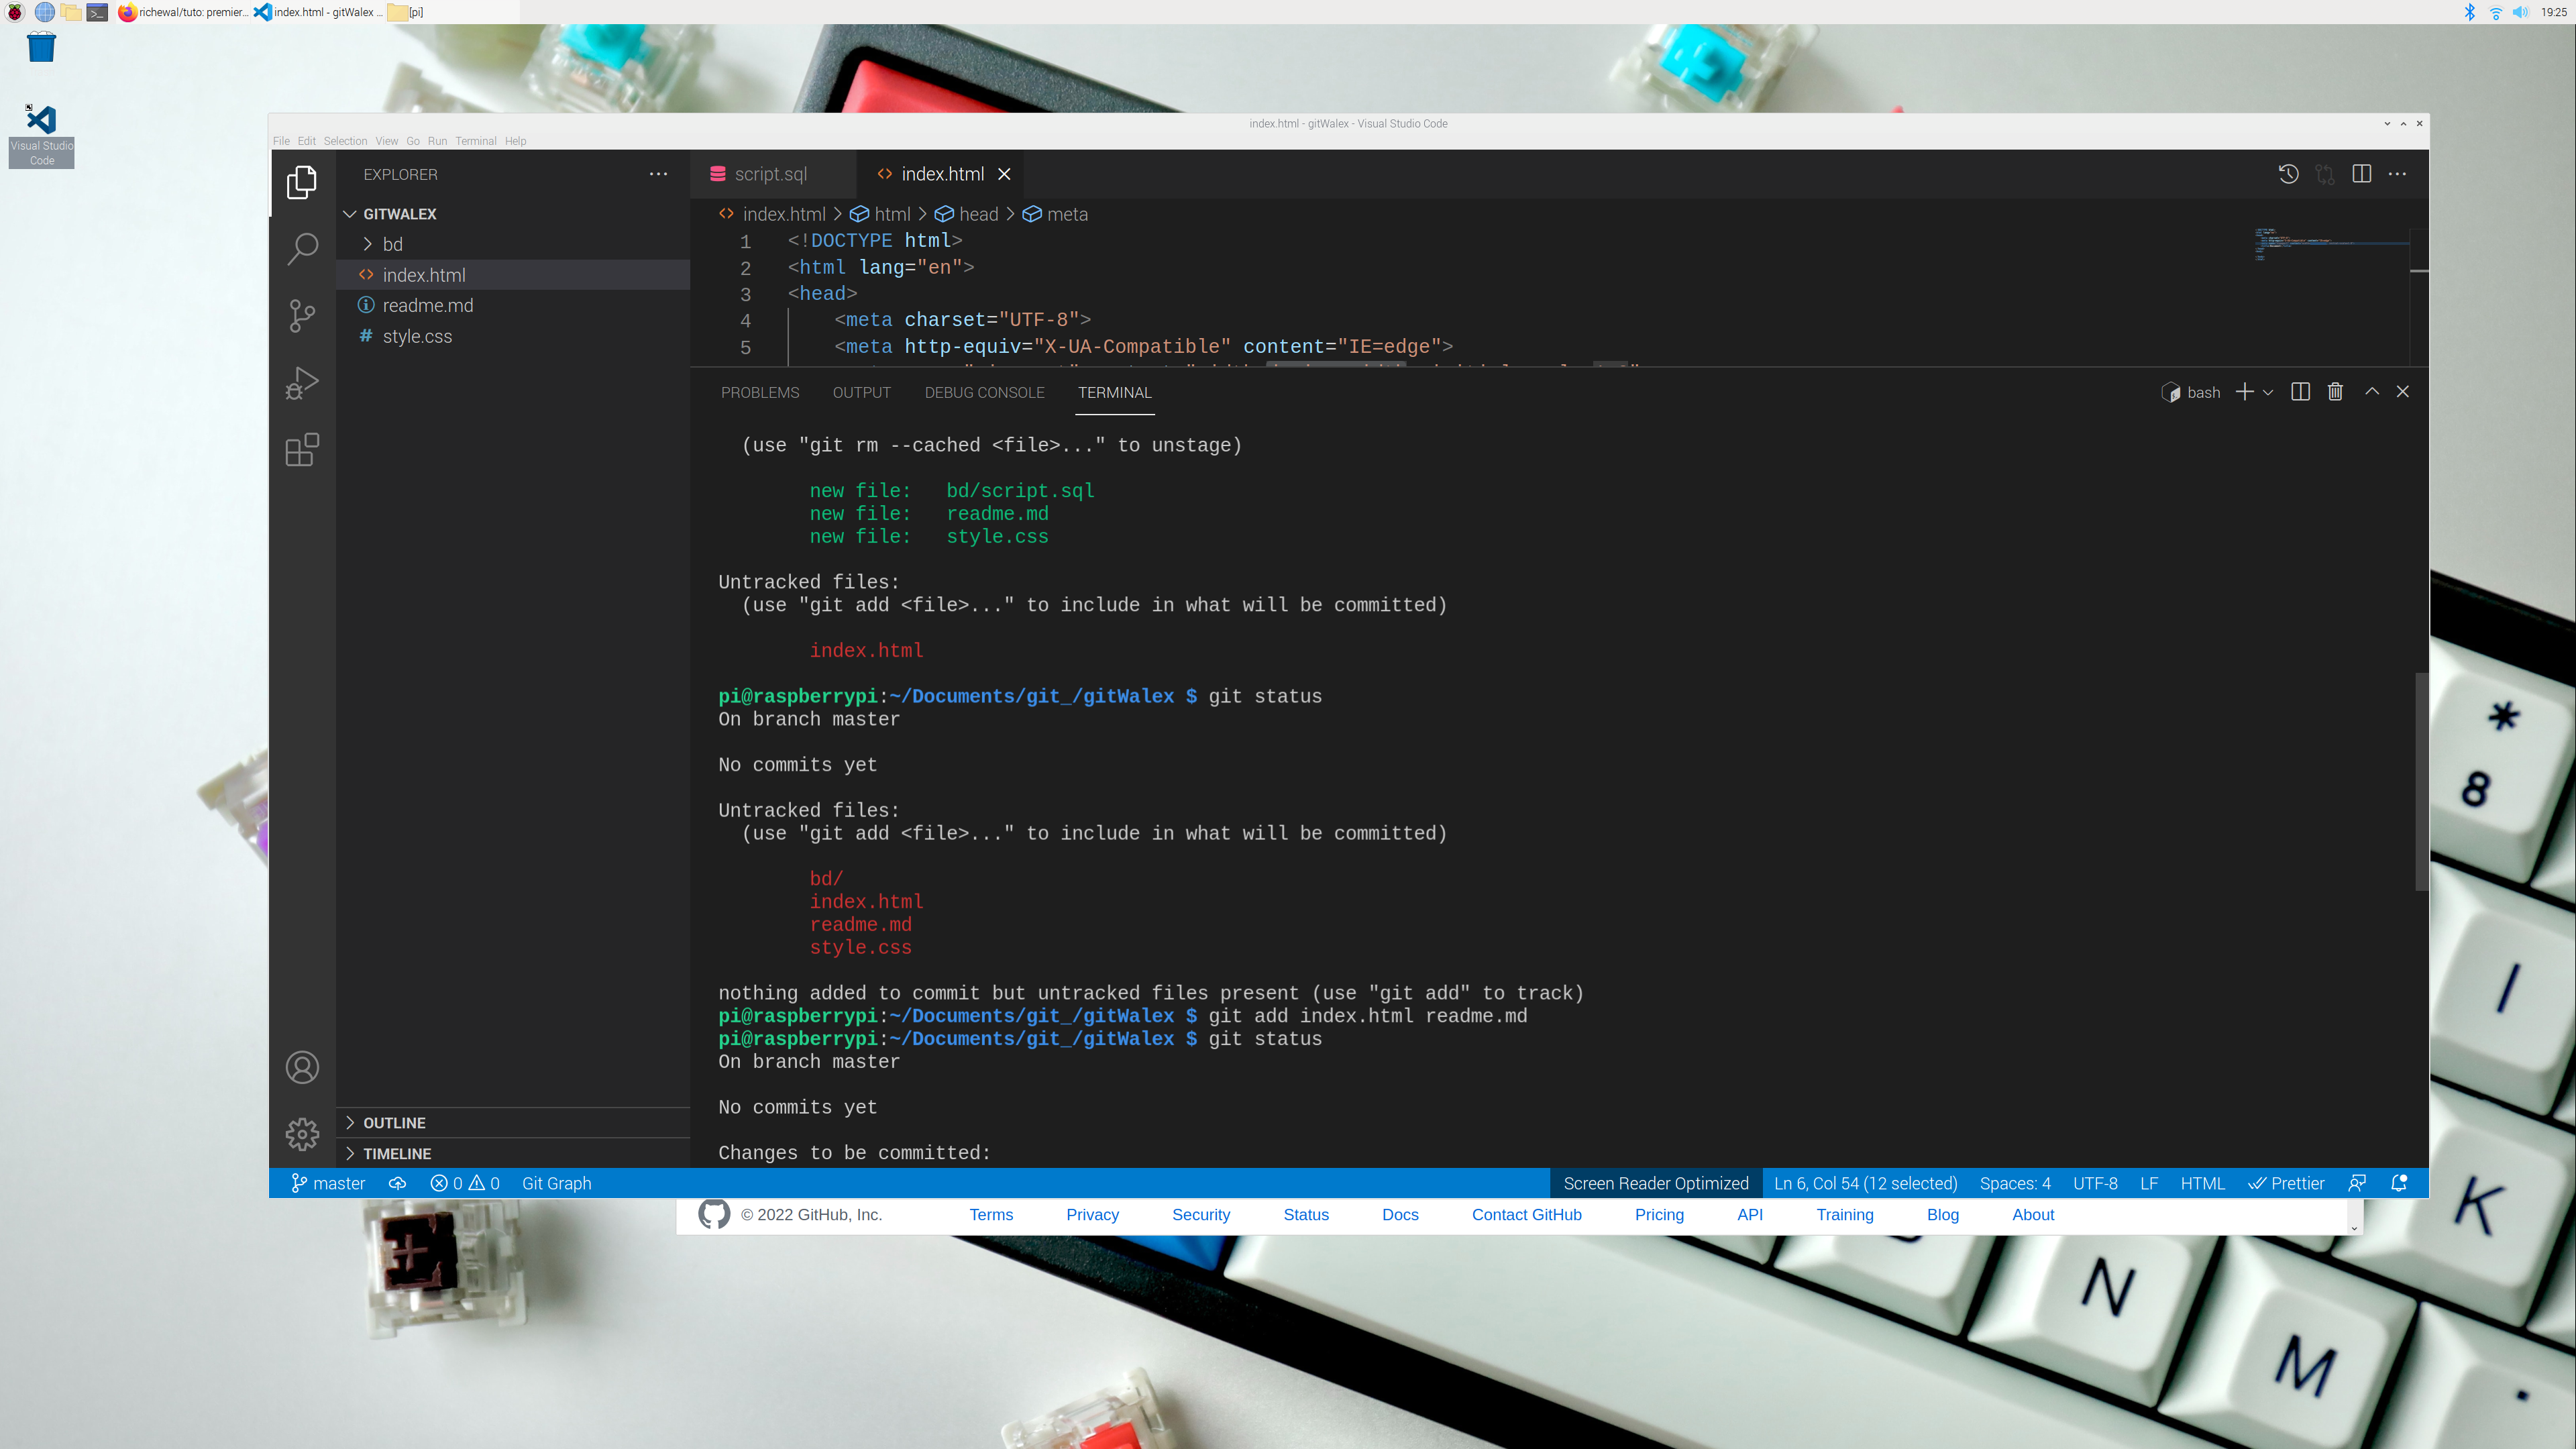 richewal/tuto: premier...
index.html - gitWalex ...
[pi]
19:25
Visual Studio
Code
index.html - gitWalex - Visual Studio Code
File Edit Selection View Go Run Terminal Help
EXPLORER
script.sql
index.html
GITWALEX
bd
index.html
readme.md
style.css
index.html > html > head > meta
1 <!DOCTYPE html>
2 <html lang="en">
3 <head>
4 <meta charset="UTF-8">
5 <meta http-equiv="X-UA-Compatible" content="IE=edge">
PROBLEMS OUTPUT DEBUG CONSOLE TERMINAL
bash
(use "git rm --cached <file>..." to unstage)
new file: bd/script.sql
new file: readme.md
new file: style.css
Untracked files:
(use "git add <file>..." to include in what will be committed)
index.html
pi@raspberrypi:~/Documents/git_/gitWalex $ git status
On branch master
No commits yet
Untracked files:
(use "git add <file>..." to include in what will be committed)
bd/
index.html
readme.md
style.css
nothing added to commit but untracked files present (use "git add" to track)
pi@raspberrypi:~/Documents/git_/gitWalex $ git add index.html readme.md
pi@raspberrypi:~/Documents/git_/gitWalex $ git status
On branch master
No commits yet
Changes to be committed:
OUTLINE
TIMELINE
master 0 0 Git Graph
Screen Reader Optimized Ln 6, Col 54 (12 selected) Spaces: 4 UTF-8 LF HTML Prettier
© 2022 GitHub, Inc. Terms Privacy Security Status Docs Contact GitHub Pricing API Training Blog About
*
8
I
K
N
M